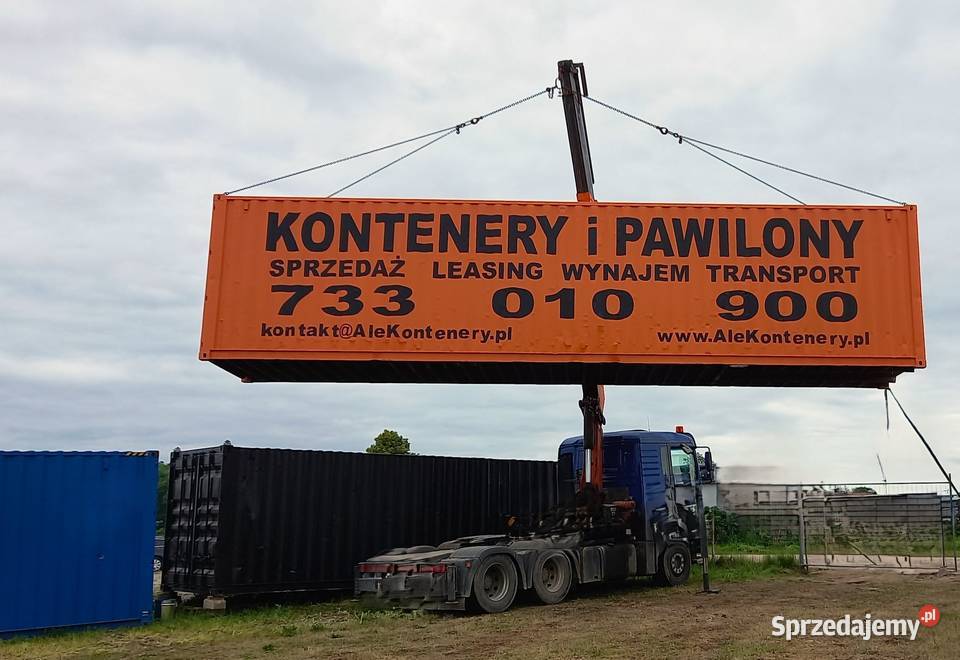 KONTENERY i PAWILONY
SPRZEDAŻ LEASING WYNAJEM TRANSPORT
733 010 900
kontakt@AleKontenery.pl www.AleKontenery.pl
Sprzedajemy.pl